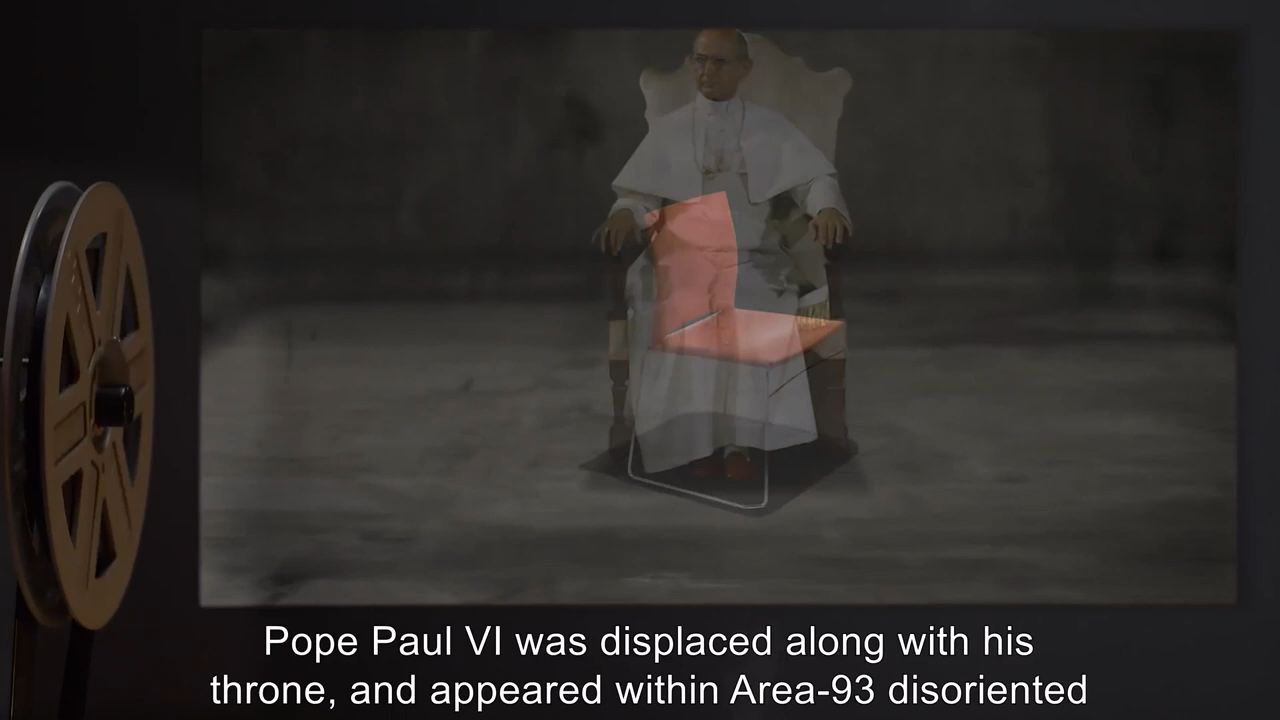 Pope Paul VI was displaced along with his
throne, and appeared within Area-93 disoriented